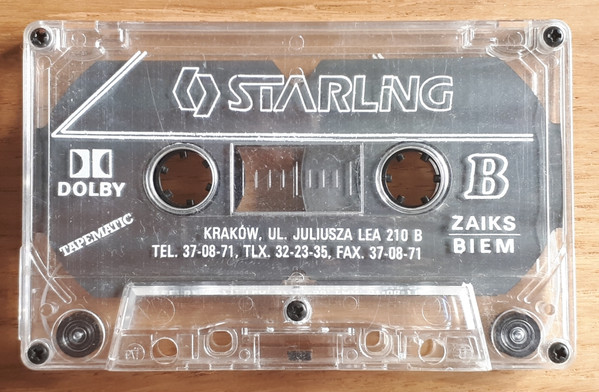 STARLING
DOLBY
B
TAPEMATIC
ZAIKS
BIEM
KRAKÓW, UL. JULIUSZA LEA 210 B
TEL. 37-08-71, TLX. 32-23-35, FAX. 37-08-71